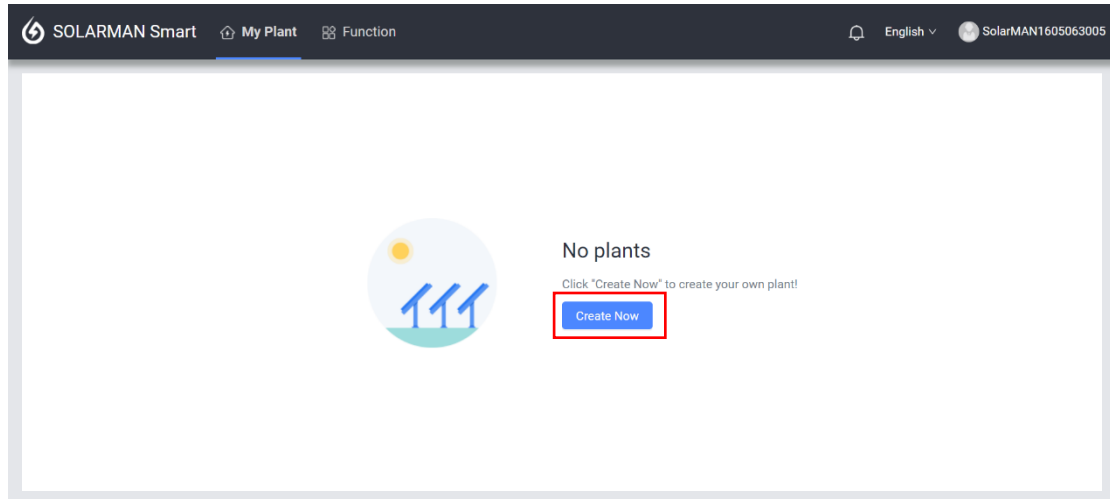 SOLARMAN Smart My Plant Function English SolarMAN1605063005
No plants
Click "Create Now" to create your own plant!
Create Now